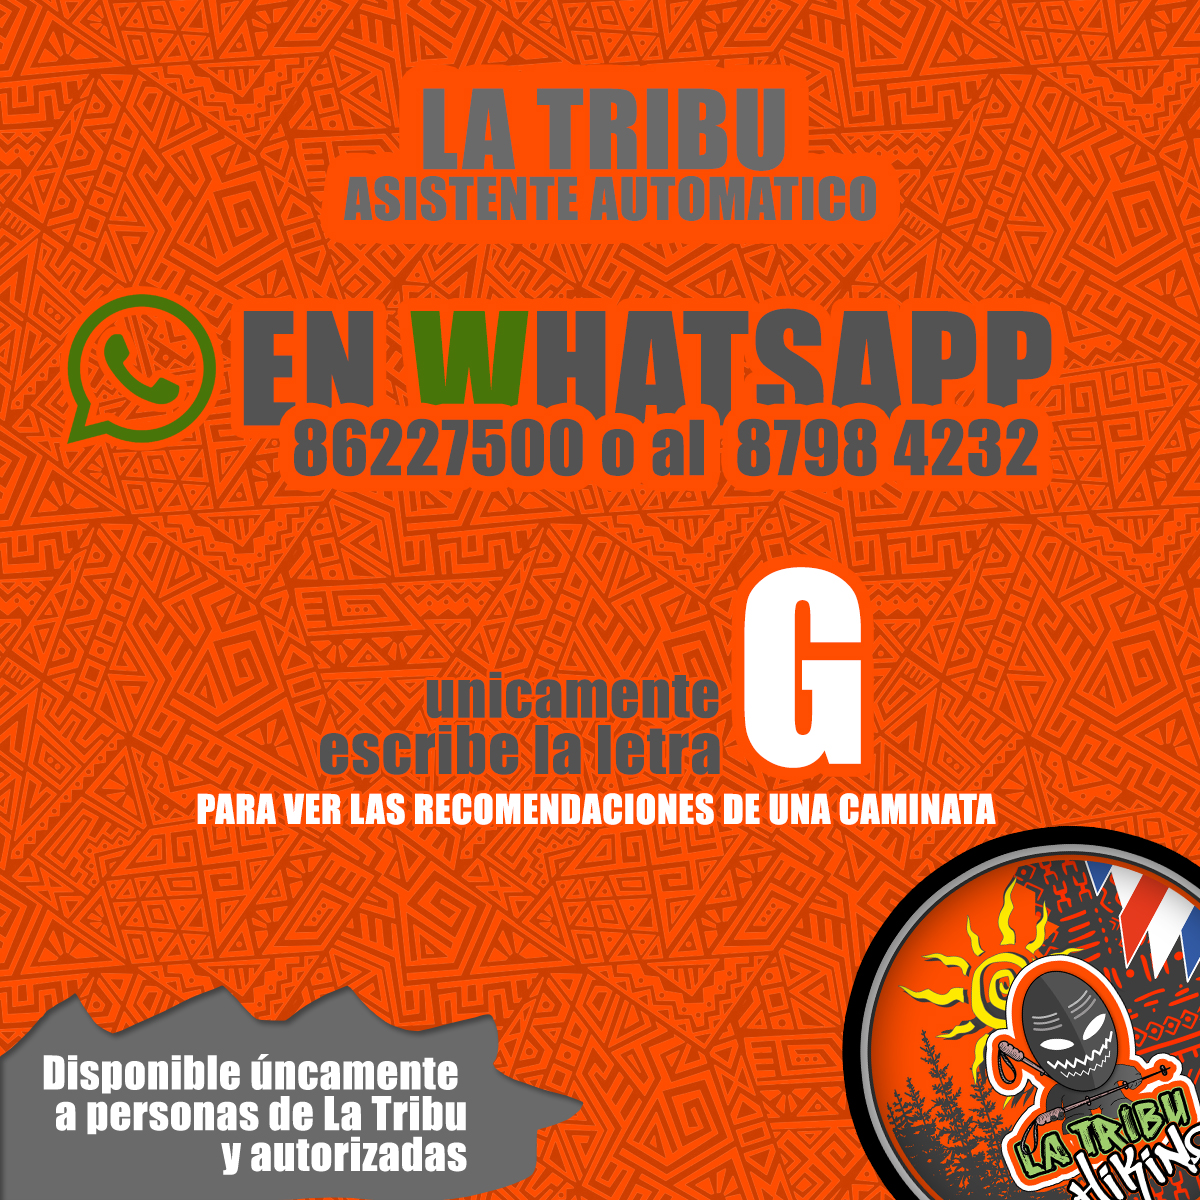 LA TRIBU
ASISTENTE AUTOMATICO
EN WHATSAPP
86227500 o al 8798 4232
unicamente
escribe la letra
G
PARA VER LAS RECOMENDACIONES DE UNA CAMINATA
Disponible úncamente
a personas de La Tribu
y autorizadas
LA TRIBU
HIKING